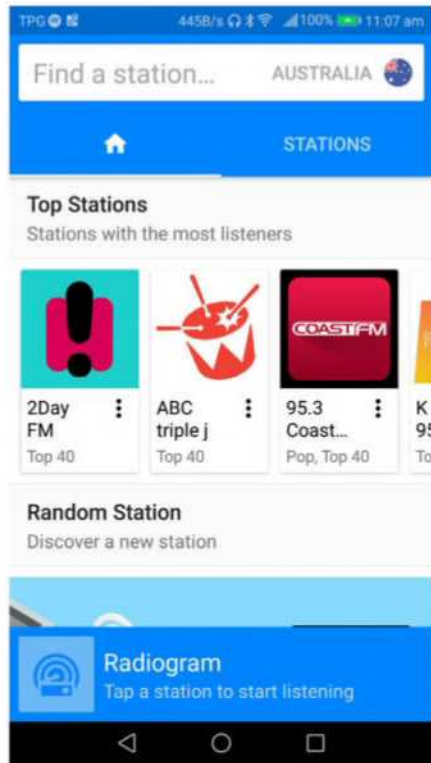 TPG 445B/s 100% 11:07 am
Find a station... AUSTRALIA
STATIONS
Top Stations
Stations with the most listeners
COAST FM
2Day
FM
Top 40
ABC
triple j
Top 40
95.3
Coast...
Pop, Top 40
K
95
To
Random Station
Discover a new station
Radiogram
Tap a station to start listening